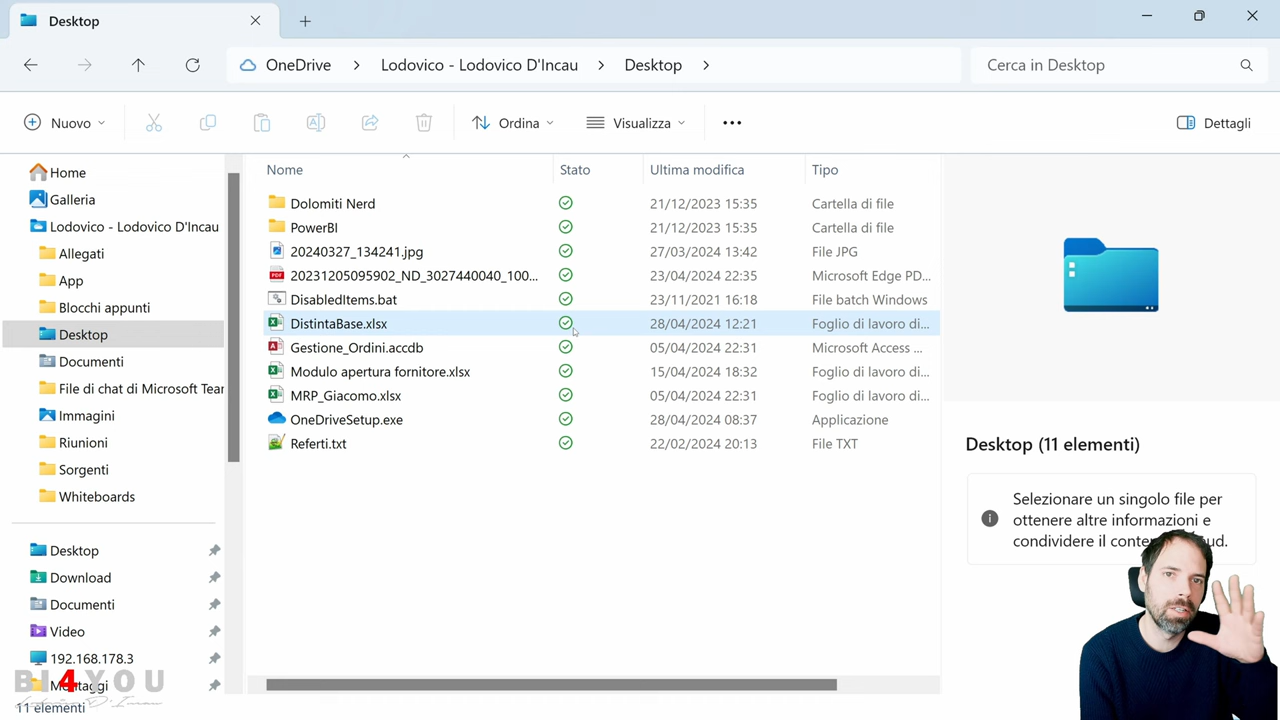 Desktop
OneDrive > Lodovico - Lodovico D'Incau > Desktop >
Cerca in Desktop
Nuovo
Ordina
Visualizza
Dettagli
Home
Galleria
Lodovico - Lodovico D'Incau
Allegati
App
Blocchi appunti
Desktop
Documenti
File di chat di Microsoft Tear
Immagini
Riunioni
Sorgenti
Whiteboards
Desktop
Download
Documenti
Video
192.168.178.3
11 elementi
BI4YOU
Nome Stato Ultima modifica Tipo
Dolomiti Nerd 21/12/2023 15:35 Cartella di file
PowerBI 21/12/2023 15:35 Cartella di file
20240327_134241.jpg 27/03/2024 13:42 File JPG
20231205095902_ND_3027440040_100... 23/04/2024 22:35 Microsoft Edge PD...
DisabledItems.bat 23/11/2021 16:18 File batch Windows
DistintaBase.xlsx 28/04/2024 12:21 Foglio di lavoro di...
Gestione_Ordini.accdb 05/04/2024 22:31 Microsoft Access ...
Modulo apertura fornitore.xlsx 15/04/2024 18:32 Foglio di lavoro di...
MRP_Giacomo.xlsx 05/04/2024 22:31 Foglio di lavoro di...
OneDriveSetup.exe 28/04/2024 08:37 Applicazione
Referti.txt 22/02/2024 20:13 File TXT
Desktop (11 elementi)
Selezionare un singolo file per
ottenere altre informazioni e
condividere il